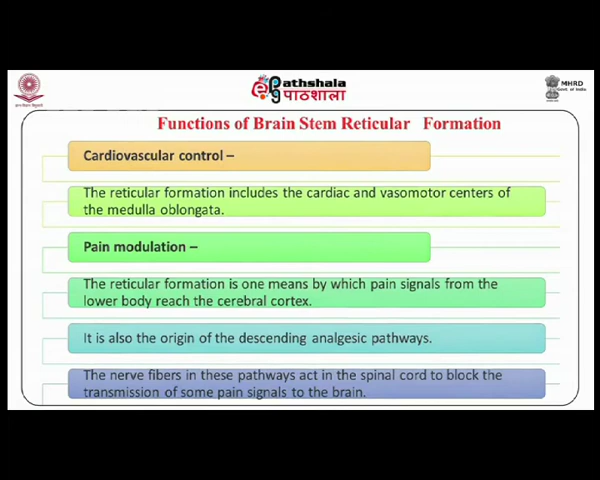 ePathshala
पाठशाला
MHRD
Govt. of India
Functions of Brain Stem Reticular Formation
Cardiovascular control –
The reticular formation includes the cardiac and vasomotor centers of
the medulla oblongata.
Pain modulation –
The reticular formation is one means by which pain signals from the
lower body reach the cerebral cortex.
It is also the origin of the descending analgesic pathways.
The nerve fibers in these pathways act in the spinal cord to block the
transmission of some pain signals to the brain.